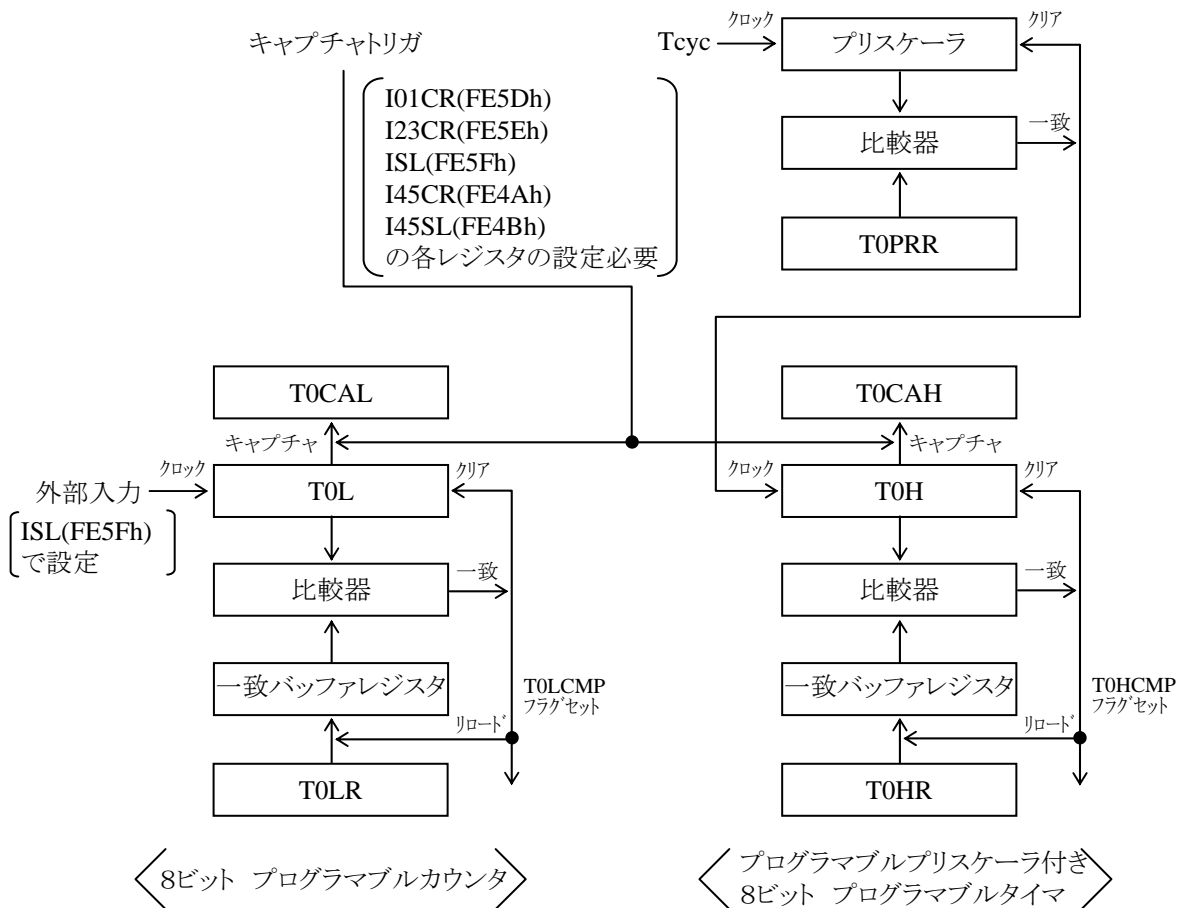 キャプチャトリガ
I01CR(FE5Dh)
I23CR(FE5Eh)
ISL(FE5Fh)
I45CR(FE4Ah)
I45SL(FE4Bh)
の各レジスタの設定必要
Tcyc
クロック
プリスケーラ
クリア
比較器
一致
T0PRR
T0CAL
キャプチャ
クロック
外部入力
ISL(FE5Fh)
で設定
T0L
クリア
比較器
一致
一致バッファレジスタ
T0LCMP
フラグセット
リロード
T0LR
8ビット プログラマブルカウンタ
T0CAH
キャプチャ
クロック
T0H
クリア
比較器
一致
一致バッファレジスタ
T0HCMP
フラグセット
リロード
T0HR
プログラマブルプリスケーラ付き
8ビット プログラマブルタイマ